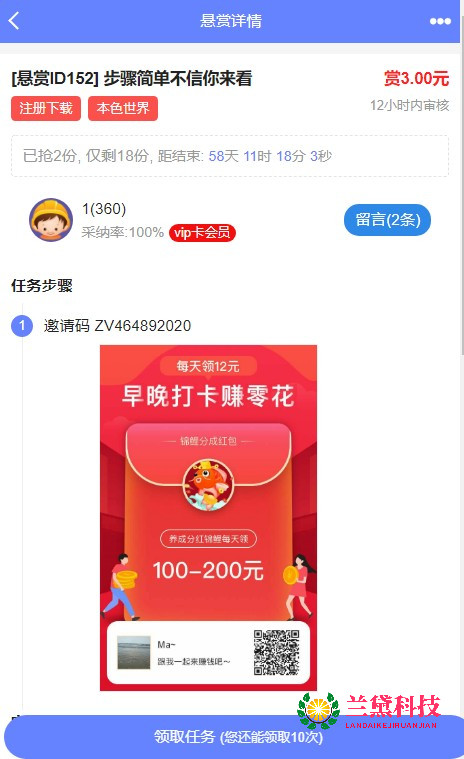 悬赏详情
[悬赏ID152] 步骤简单不信你来看
赏3.00元
注册下载 本色世界
12小时内审核
已抢2份, 仅剩18份, 距结束: 58天 11时 18分 3秒
1(360)
采纳率:100% vip卡会员
留言(2条)
任务步骤
1 邀请码 ZV464892020
每天领12元
早晚打卡赚零花
锦鲤分成红包
养成分红锦鲤每天领
100-200元
Ma~
跟我一起来赚钱吧~
兰黛科技
LANDAIKEJIRUANJIAN
领取任务 (您还能领取10次)